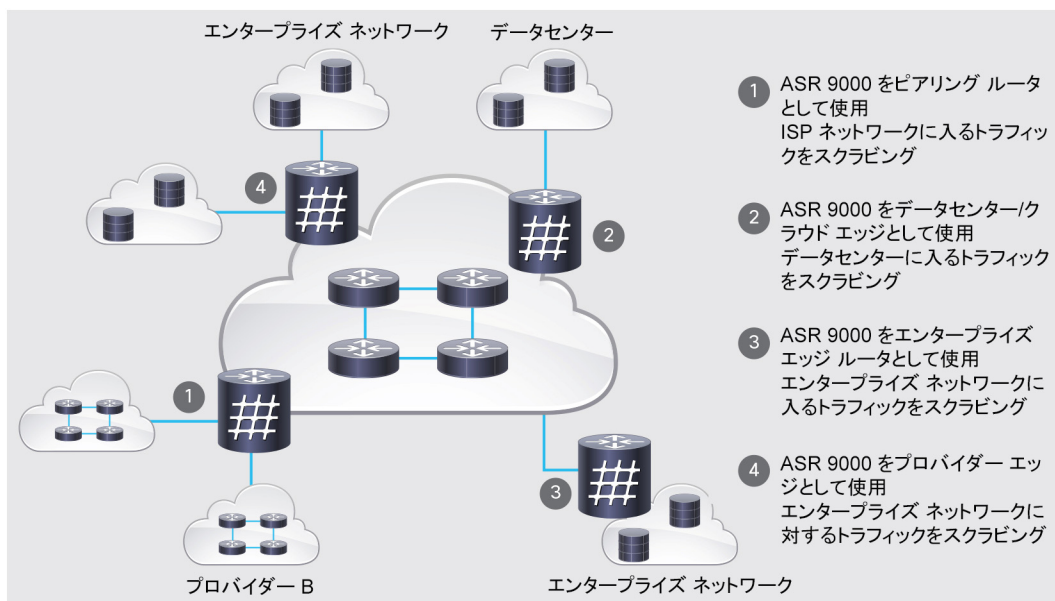 エンタープライズ ネットワーク
データセンター
4
2
1
3
プロバイダー B
エンタープライズ ネットワーク
1
ASR 9000 をピアリング ルータ
として使用
ISP ネットワークに入るトラフィック
をスクラビング
2
ASR 9000 をデータセンター/ク
ラウド エッジとして使用
データセンターに入るトラフィック
をスクラビング
3
ASR 9000 をエンタープライズ
エッジ ルータとして使用
エンタープライズ ネットワークに
入るトラフィックをスクラビング
4
ASR 9000 をプロバイダー エッ
ジとして使用
エンタープライズ ネットワークに
対するトラフィックをスクラビング